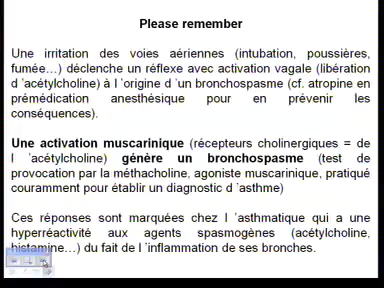 Please remember
Une irritation des voies aériennes (intubation, poussières,
fumée...) déclenche un réflexe avec activation vagale (libération
d 'acétylcholine) à l 'origine d 'un bronchospasme (cf. atropine en
prémédication anesthésique pour en prévenir les
conséquences).
Une activation muscarinique (récepteurs cholinergiques = de
l 'acétylcholine) génère un bronchospasme (test de
provocation par la méthacholine, agoniste muscarinique, pratiqué
couramment pour établir un diagnostic d 'asthme)
Ces réponses sont marquées chez l 'asthmatique qui a une
hyperréactivité aux agents spasmogènes (acétylcholine,
histamine...) du fait de l 'inflammation de ses bronches.